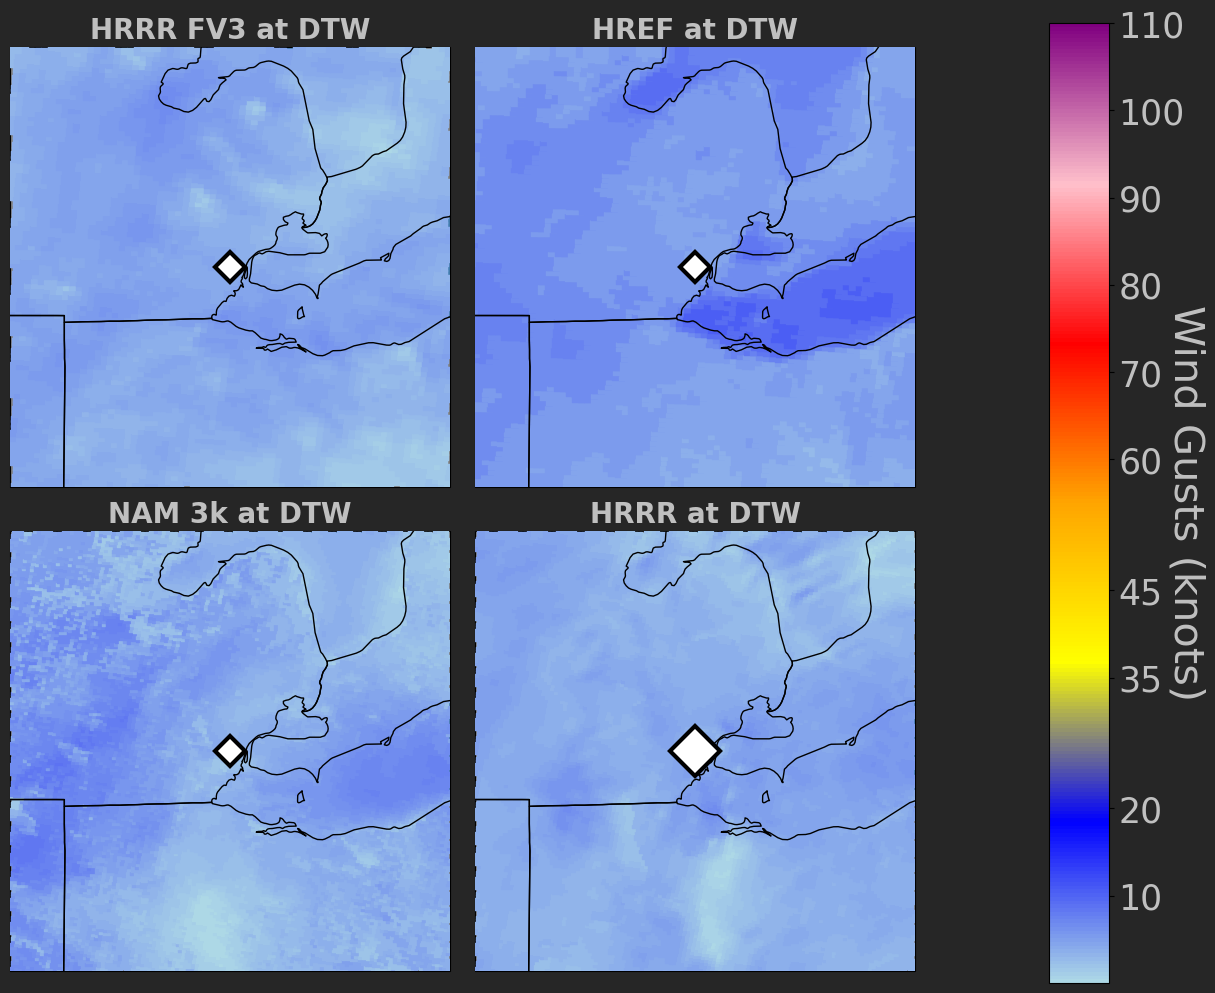 HRRR FV3 at DTW
HREF at DTW
NAM 3k at DTW
HRRR at DTW
110
100
90
80
70
60
45
35
20
10
Wind Gusts (knots)